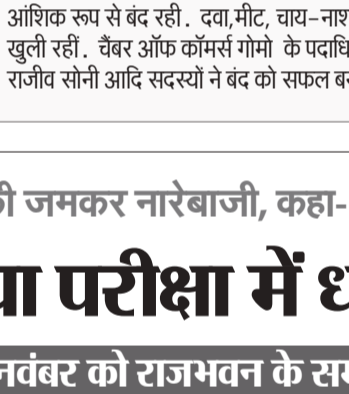 आंशिक रूप से बंद रही. दवा,मीट, चाय-नाश
खुली रहीं. चैंबर ऑफ कॉमर्स गोमो के पदाधि
राजीव सोनी आदि सदस्यों ने बंद को सफल
जमकर नारेबाजी, कहा-
परीक्षा में
नवंबर को राजभवन के